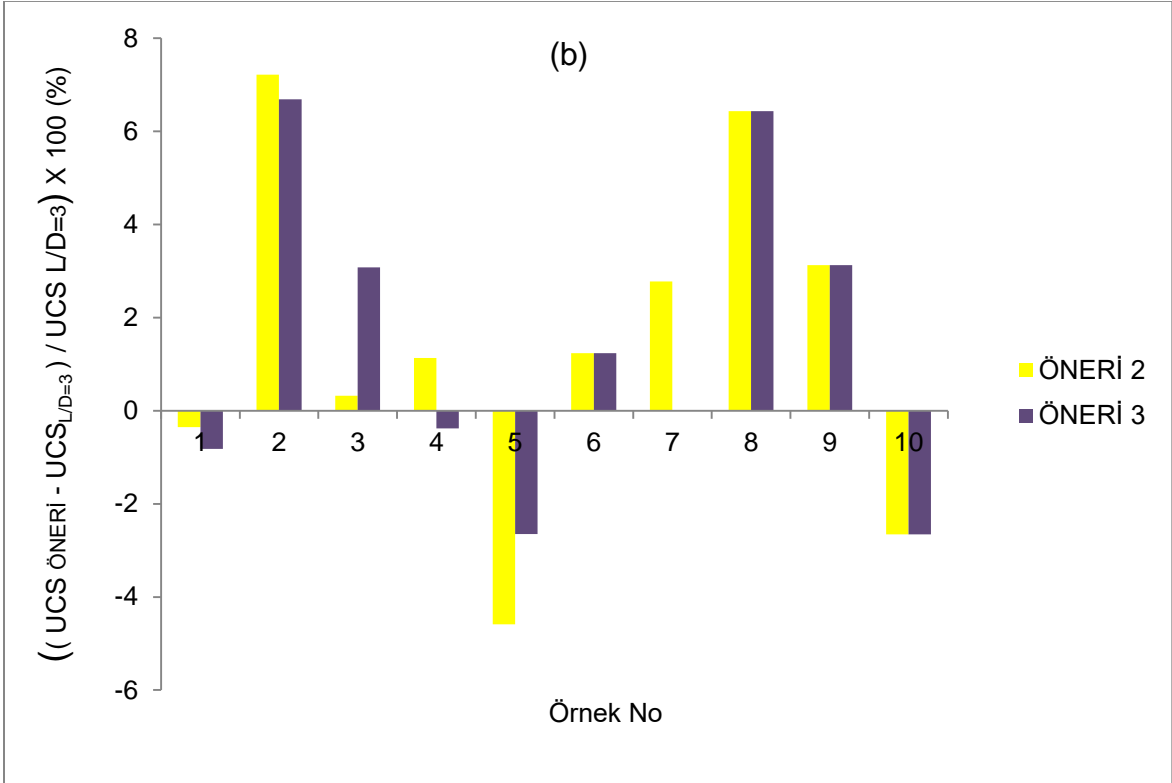 (b)
(( UCS ÖNERİ - UCS L/D=3 ) / UCS L/D=3) X 100 (%)
8
6
4
2
0
-2
-4
-6
1 2 3 4 5 6 7 8 9 10
Örnek No
ÖNERİ 2
ÖNERİ 3